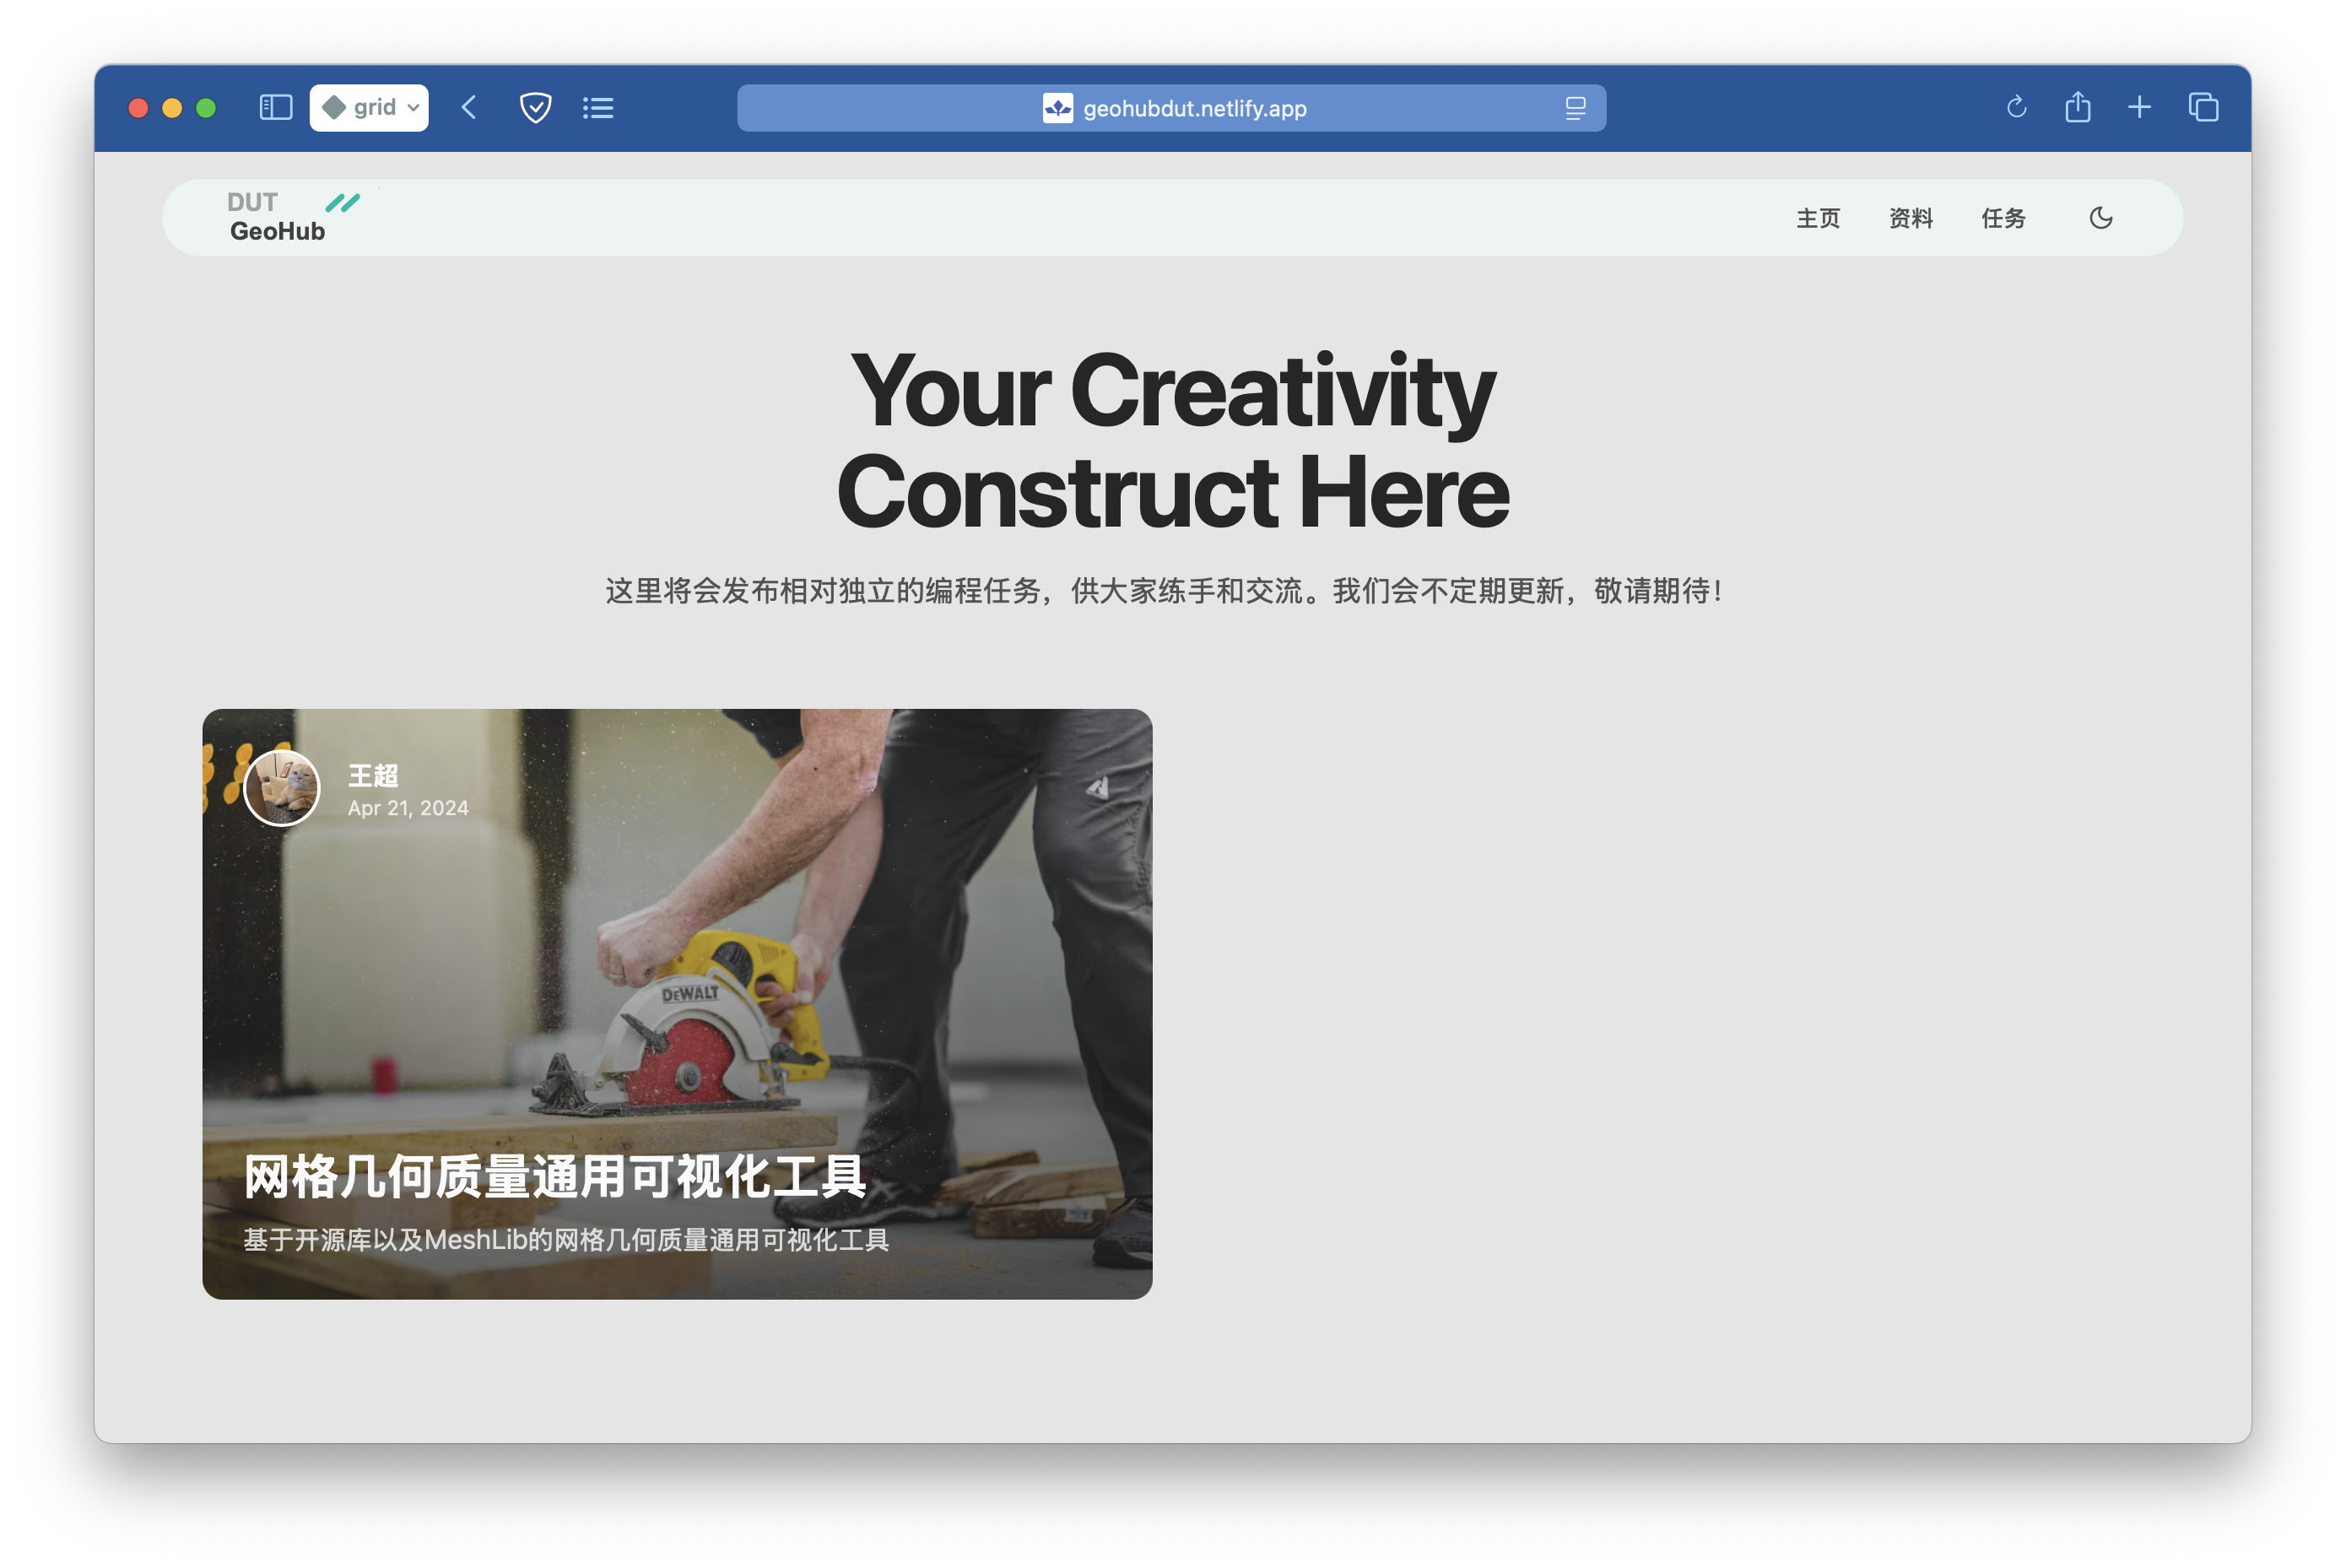 grid
geohubdut.netlify.app
DUT
GeoHub
主页 资料 任务
Your Creativity
Construct Here
这里将会发布相对独立的编程任务，供大家练手和交流。我们会不定期更新，敬请期待！
王超
Apr 21, 2024
DEWALT
网格几何质量通用可视化工具
基于开源库以及MeshLib的网格几何质量通用可视化工具